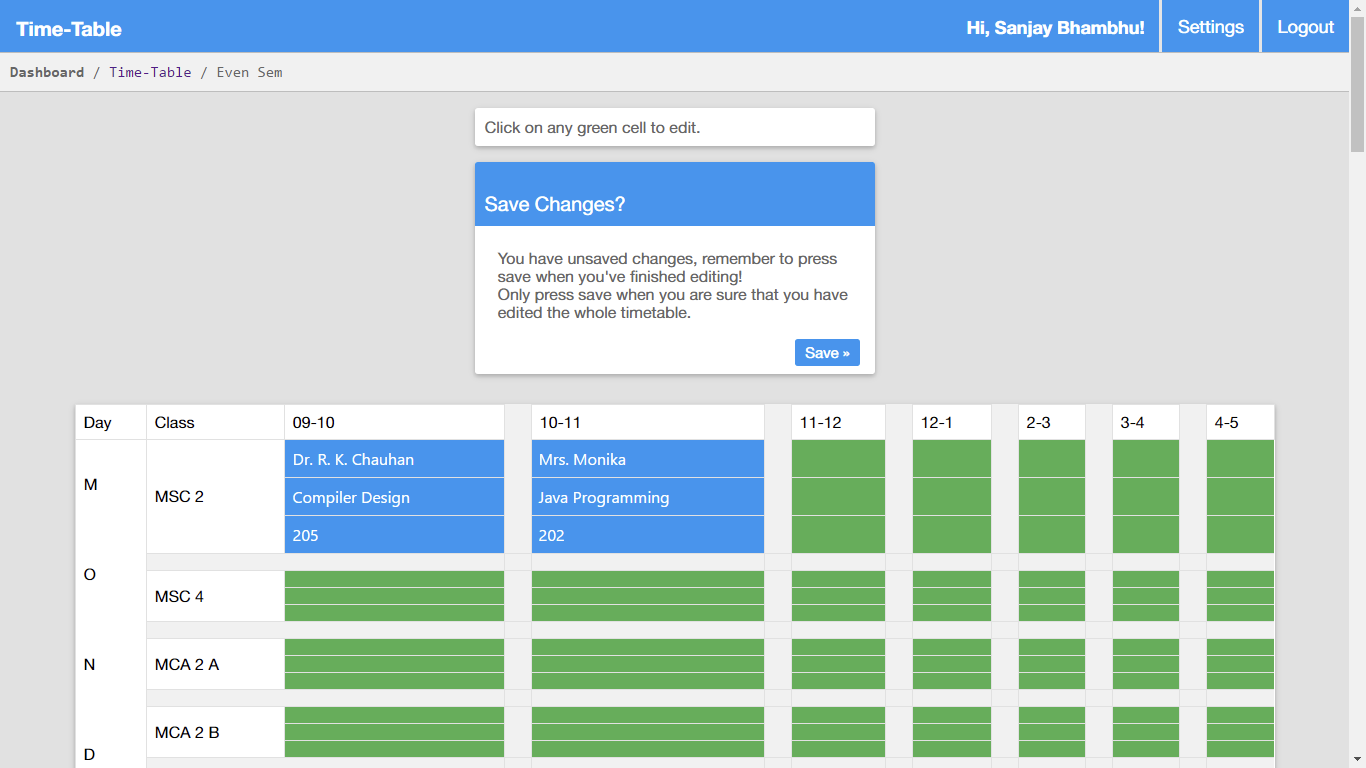 Time-Table
Hi, Sanjay Bhambhu!
Settings
Logout
Dashboard / Time-Table / Even Sem
Click on any green cell to edit.
Save Changes?
You have unsaved changes, remember to press
save when you've finished editing!
Only press save when you are sure that you have
edited the whole timetable.
Save »
Day Class 09-10 10-11 11-12 12-1 2-3 3-4 4-5
Dr. R. K. Chauhan Mrs. Monika
M
MSC 2 Compiler Design Java Programming
205 202
O
MSC 4
N MCA 2 A
MCA 2 B
D